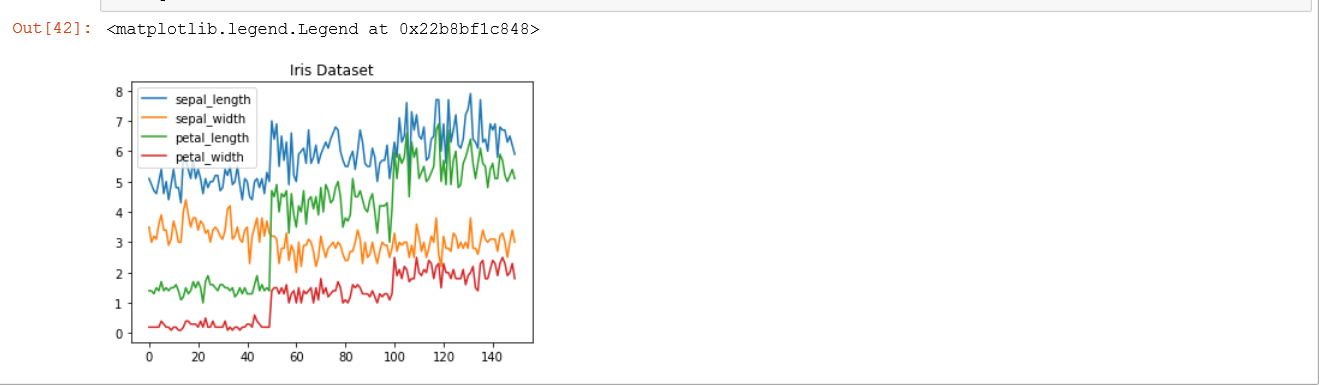 Out[42]: <matplotlib.legend.Legend at 0x22b8bf1c848>
Iris Dataset
8
7
6
5
4
3
2
1
0
sepal_length
sepal_width
petal_length
petal_width
0 20 40 60 80 100 120 140